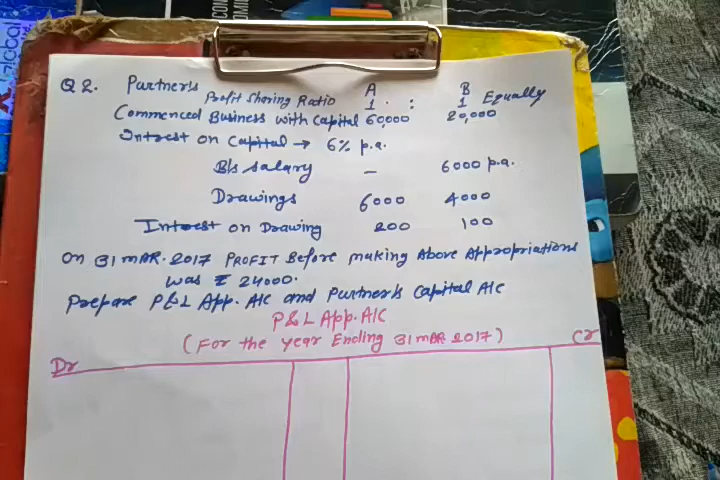 Q 2. Partners A B
Profit Sharing Ratio 1 : 1 Equally
Commenced Business with Capital 60,000 20,000
Interest on Capital → 6% p.a.
B's Salary — 6000 p.a.
Drawings 6000 4000
Interest on Drawing 200 100
On 31 MAR. 2017 PROFIT Before making Above Appropriations
was ₹ 24000.
Prepare P&L App. A/C and Partner's Capital A/C
P&L App. A/C
(For the year Ending 31 MAR 2017)
Dr Cr